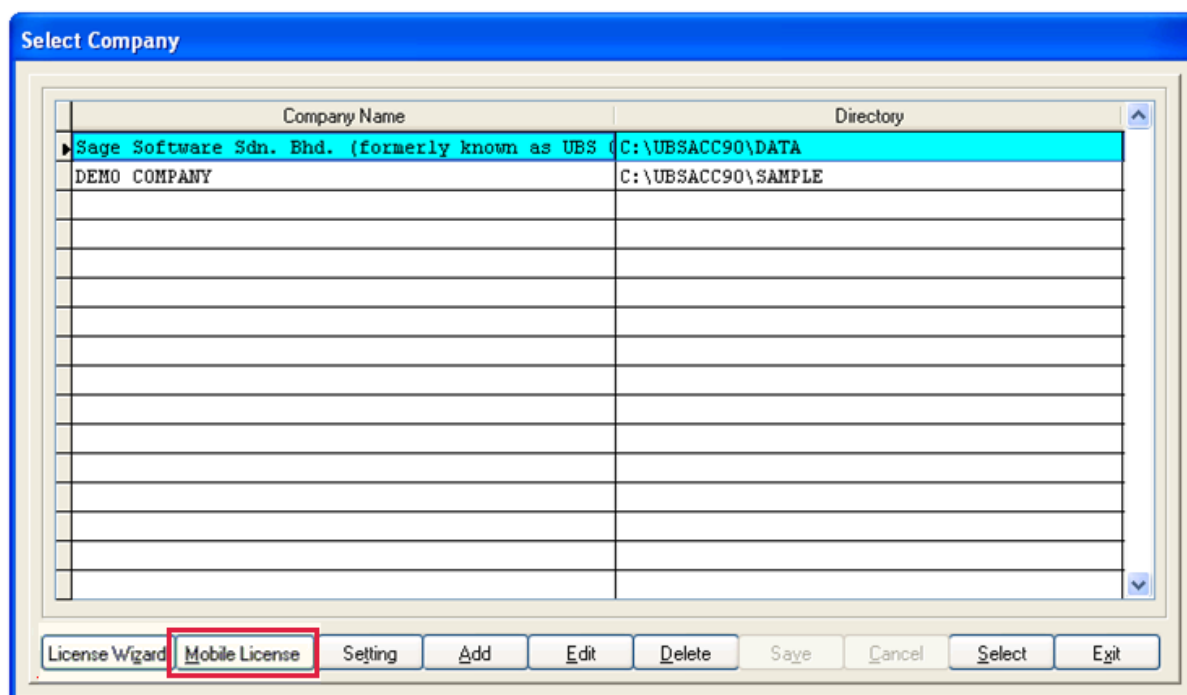 Select Company
Company Name Directory
Sage Software Sdn. Bhd. (formerly known as UBS ( C:\UBSACC90\DATA
DEMO COMPANY C:\UBSACC90\SAMPLE
License Wizard Mobile License Setting Add Edit Delete Save Cancel Select Exit